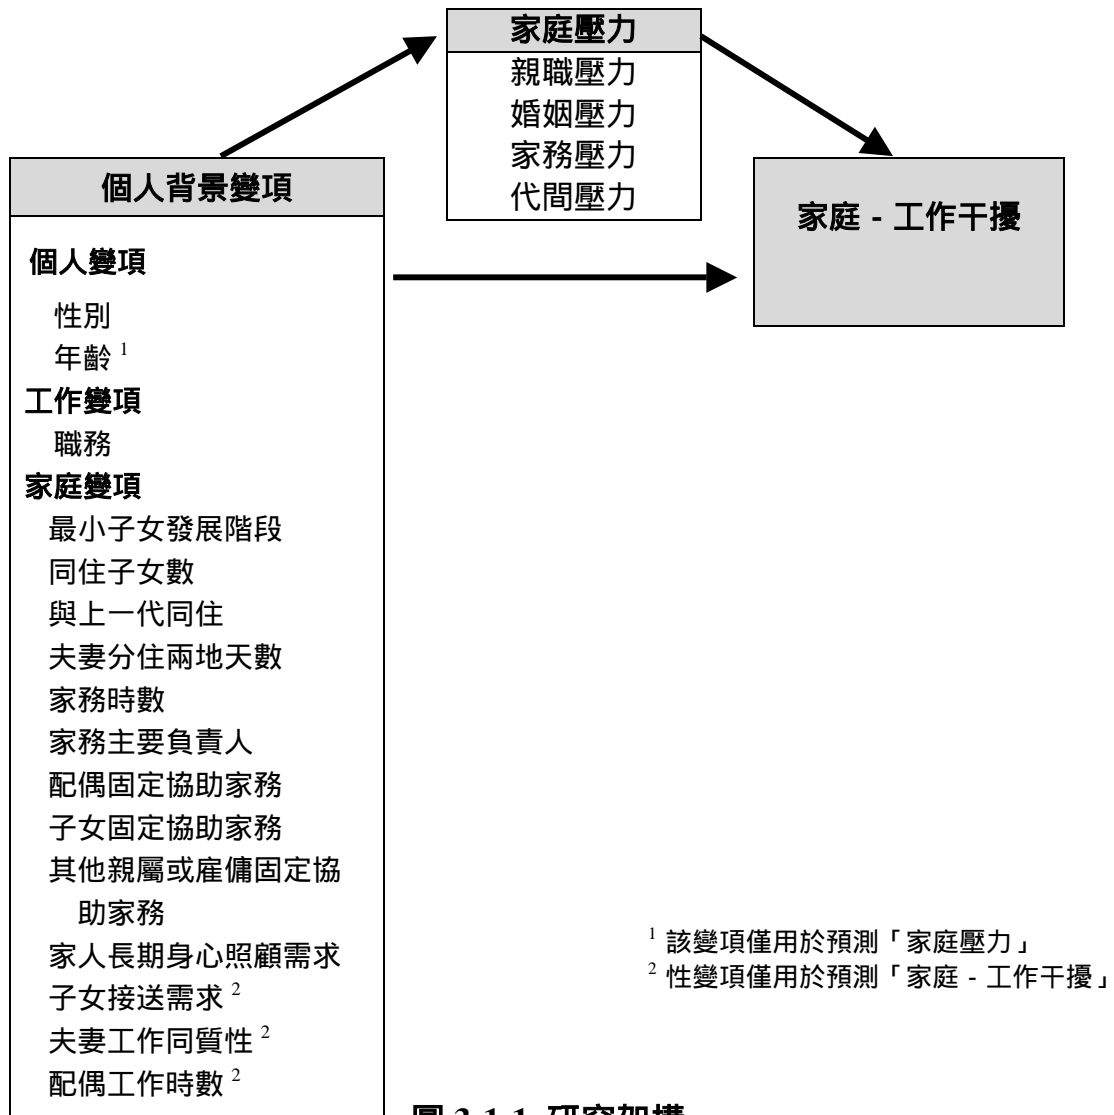 家庭壓力
親職壓力
婚姻壓力
家務壓力
代間壓力
家庭 - 工作干擾
個人背景變項
個人變項
性別
年齡 1
工作變項
職務
家庭變項
最小子女發展階段
同住子女數
與上一代同住
夫妻分住兩地天數
家務時數
家務主要負責人
配偶固定協助家務
子女固定協助家務
其他親屬或雇傭固定協
助家務
家人長期身心照顧需求
子女接送需求 2
夫妻工作同質性 2
配偶工作時數 2
1 該變項僅用於預測「家庭壓力」
2 性變項僅用於預測「家庭 - 工作干擾」
圖 3-1-1 研究架構